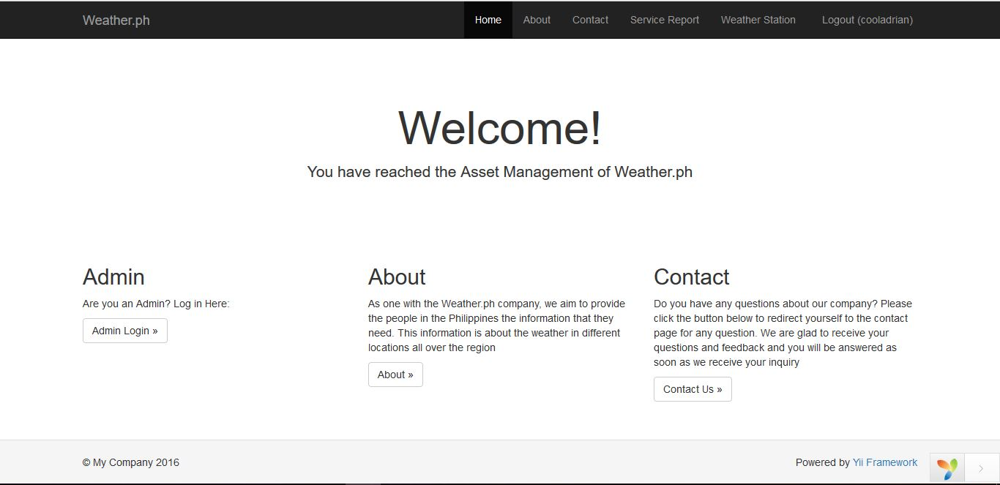 Weather.ph
Home
About
Contact
Service Report
Weather Station
Logout (cooladrian)
Welcome!
You have reached the Asset Management of Weather.ph
Admin
Are you an Admin? Log in Here:
Admin Login »
About
As one with the Weather.ph company, we aim to provide
the people in the Philippines the information that they
need. This information is about the weather in different
locations all over the region
About »
Contact
Do you have any questions about our company? Please
click the button below to redirect yourself to the contact
page for any question. We are glad to receive your
questions and feedback and you will be answered as
soon as we receive your inquiry
Contact Us »
© My Company 2016
Powered by Yii Framework